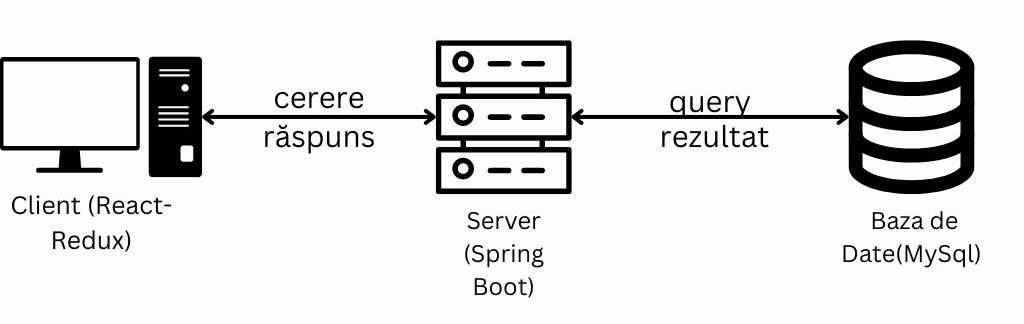 cerere
răspuns
query
rezultat
Client (React-
Redux)
Server
(Spring
Boot)
Baza de
Date(MySql)